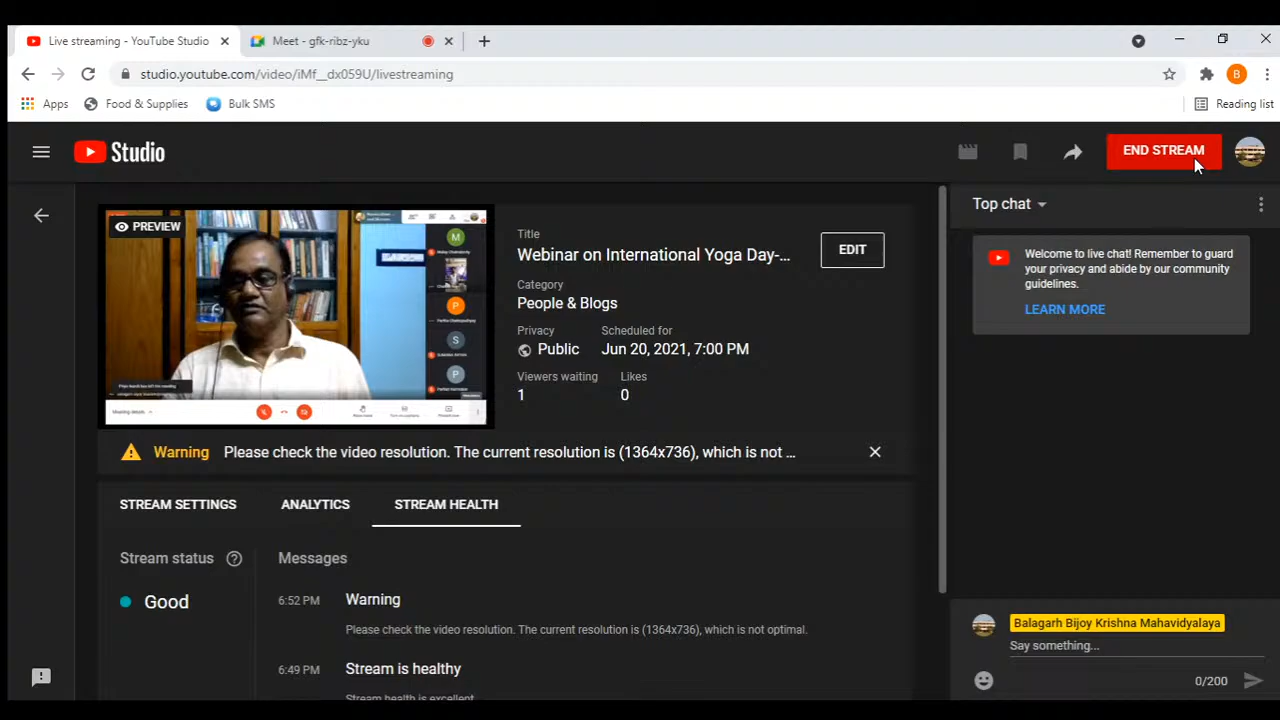 Live streaming - YouTube Studio
Meet - gfk-ribz-yku
studio.youtube.com/video/iMf__dx059U/livestreaming
B
Apps
Food & Supplies
Bulk SMS
Reading list
Studio
END STREAM
PREVIEW
M
P
S
P
Title
Webinar on International Yoga Day-...
EDIT
Category
People & Blogs
Privacy
Public
Scheduled for
Jun 20, 2021, 7:00 PM
Viewers waiting
1
Likes
0
Warning Please check the video resolution. The current resolution is (1364x736), which is not ...
STREAM SETTINGS
ANALYTICS
STREAM HEALTH
Stream status
Good
Messages
6:52 PM Warning
Please check the video resolution. The current resolution is (1364x736), which is not optimal.
6:49 PM Stream is healthy
Stream health is excellent.
Top chat
Welcome to live chat! Remember to guard
your privacy and abide by our community
guidelines.
LEARN MORE
Balagarh Bijoy Krishna Mahavidyalaya
Say something...
0/200